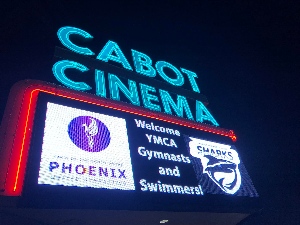 CABOT
CINEMA
Welcome
YMCA
Gymnasts
and
Swimmers!
PHOENIX
SHARKS